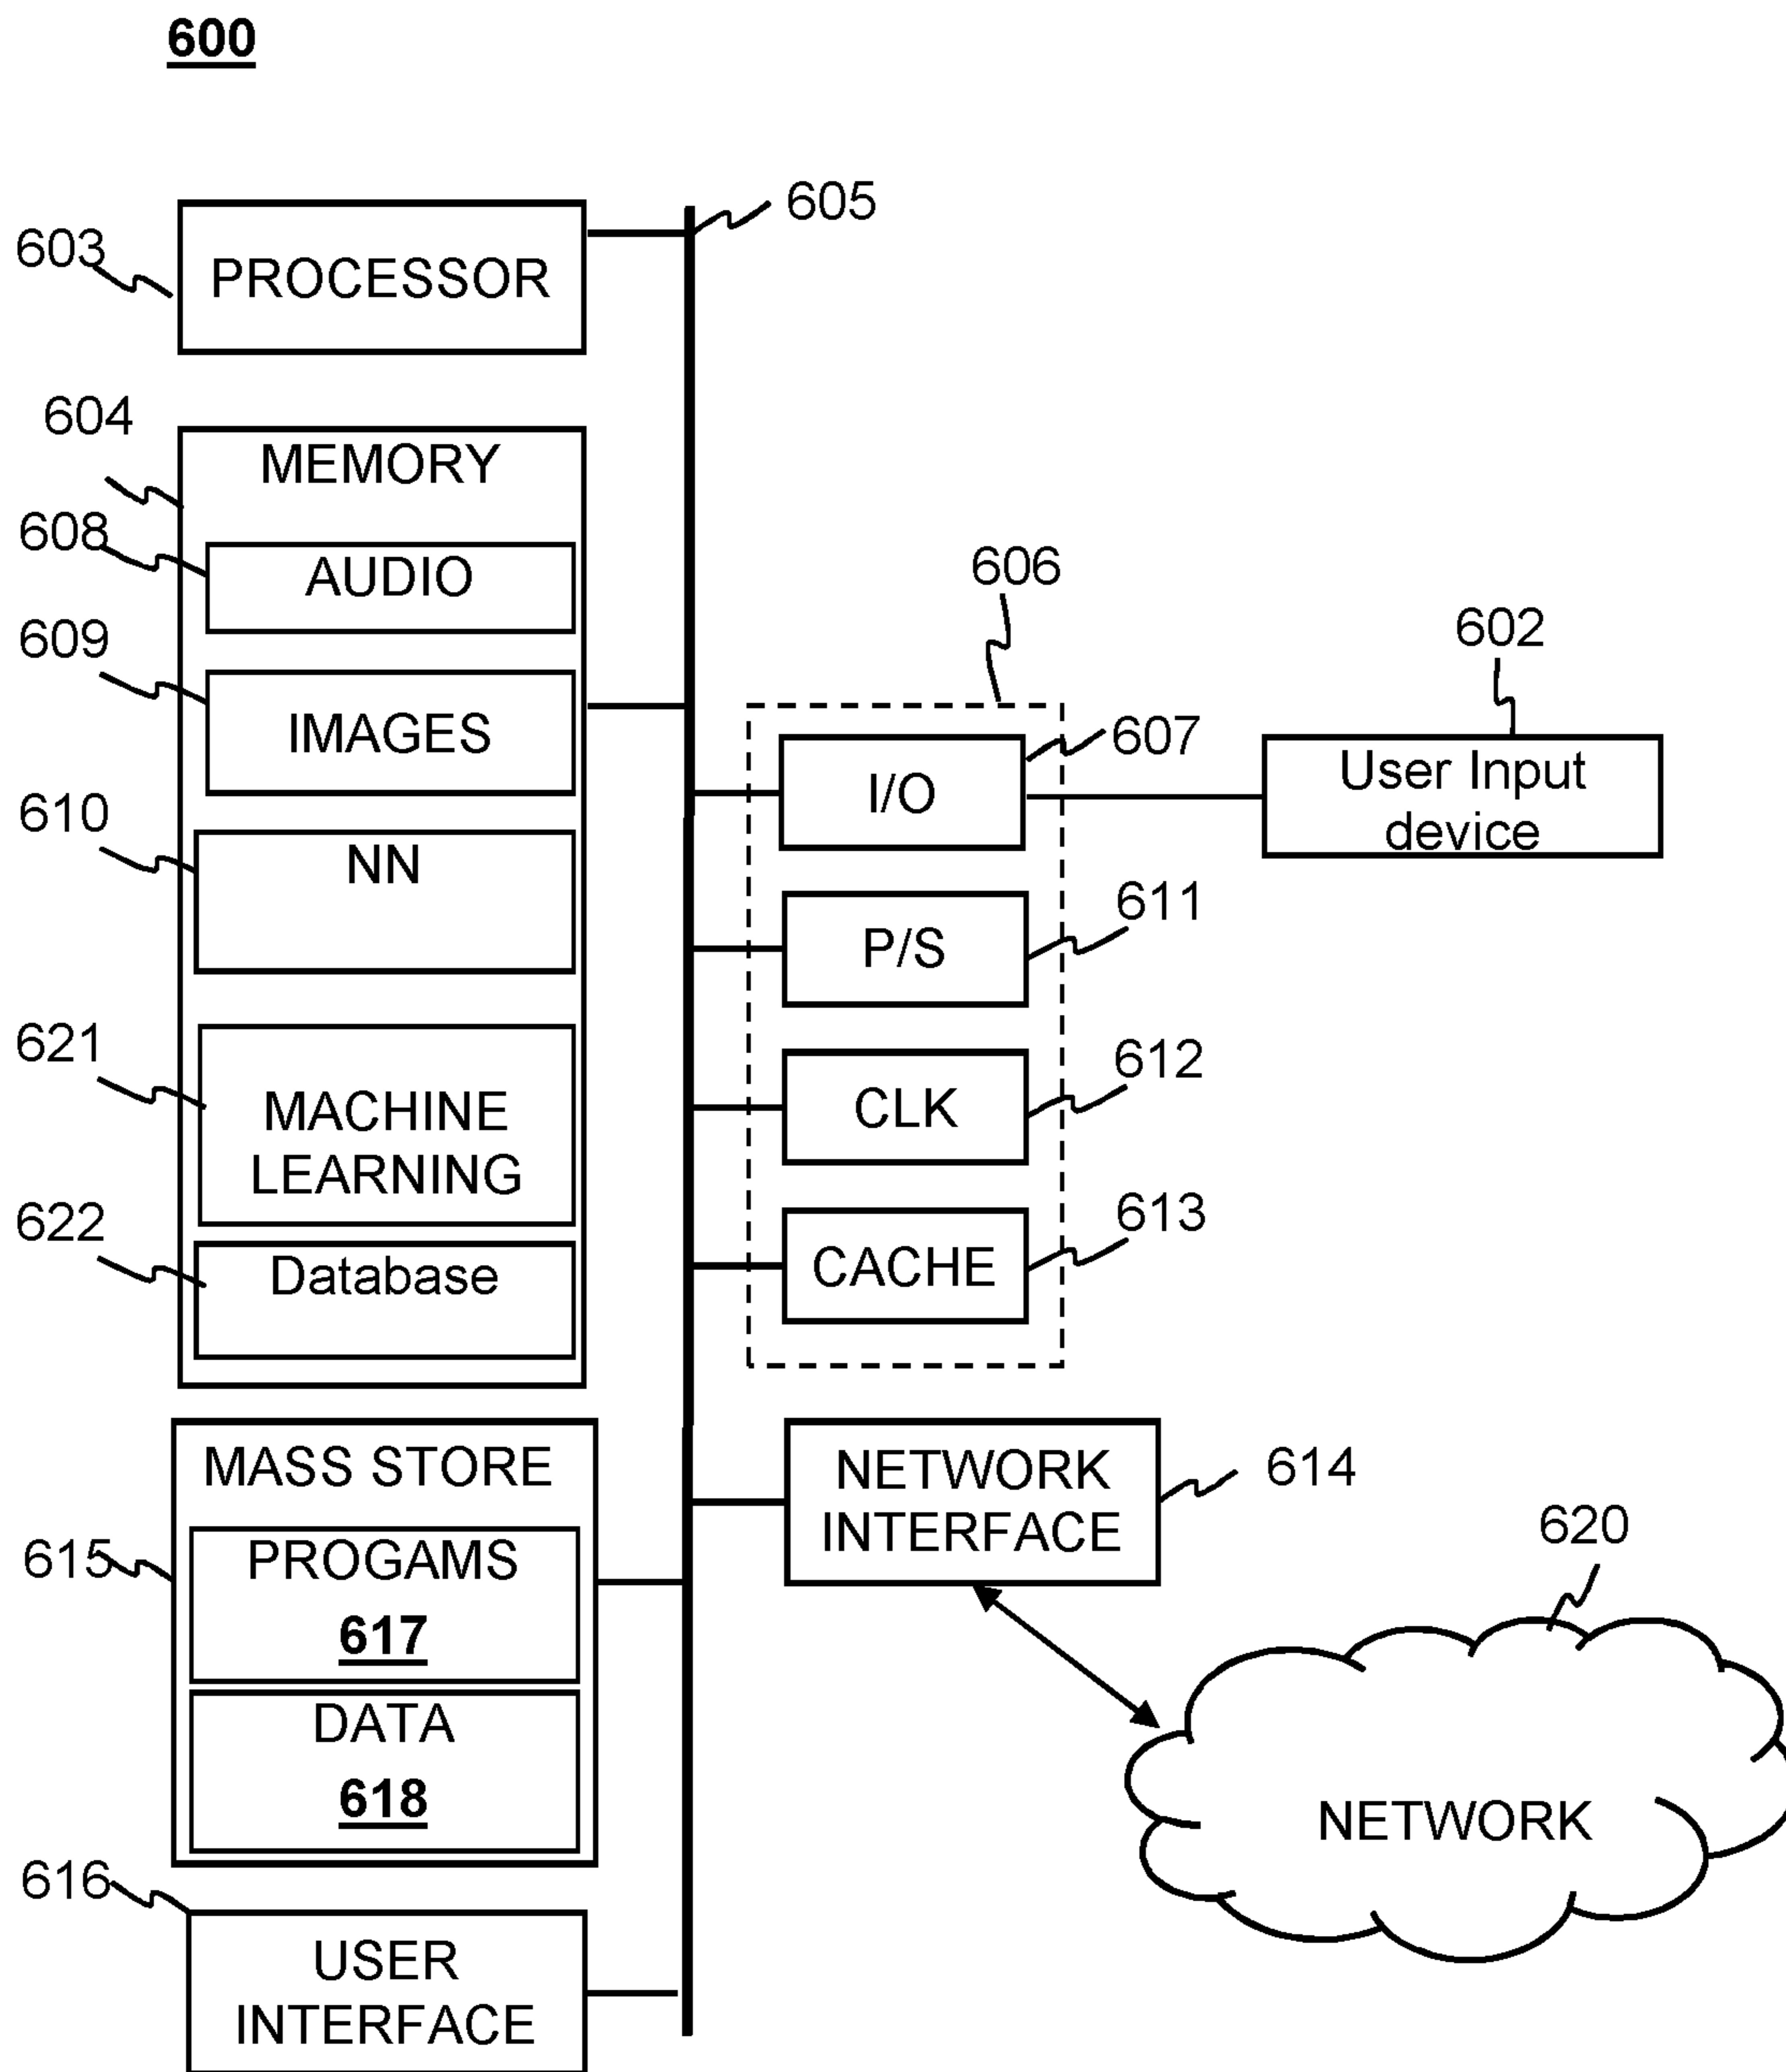 600
605
603
PROCESSOR
604
MEMORY
608
AUDIO
606
602
609
IMAGES
607
I/O
User Input
device
610
NN
611
P/S
621
MACHINE
LEARNING
612
CLK
622
Database
613
CACHE
MASS STORE
NETWORK
INTERFACE
614
615
PROGAMS
617
620
DATA
618
NETWORK
616
USER
INTERFACE